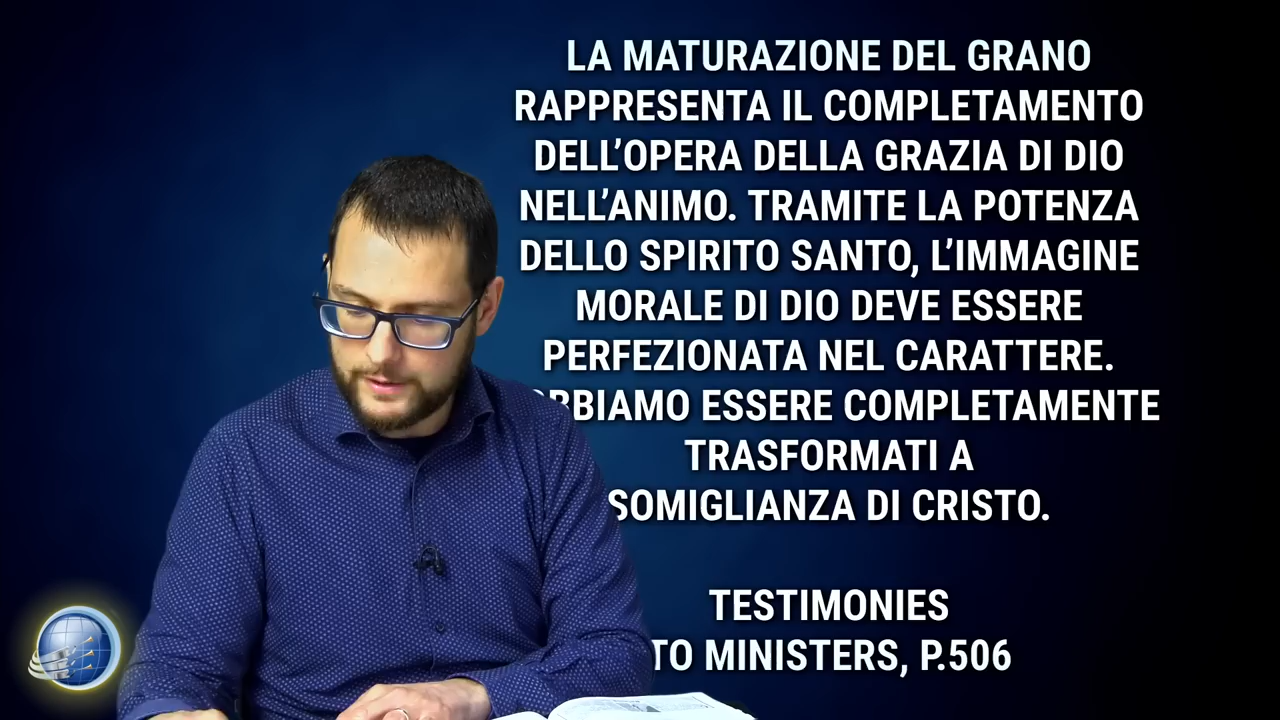 LA MATURAZIONE DEL GRANO
RAPPRESENTA IL COMPLETAMENTO
DELL’OPERA DELLA GRAZIA DI DIO
NELL’ANIMO. TRAMITE LA POTENZA
DELLO SPIRITO SANTO, L’IMMAGINE
MORALE DI DIO DEVE ESSERE
PERFEZIONATA NEL CARATTERE.
ESSERE COMPLETAMENTE
TRASFORMATI A
SOMIGLIANZA DI CRISTO.
TESTIMONIES
TO MINISTERS, P.506